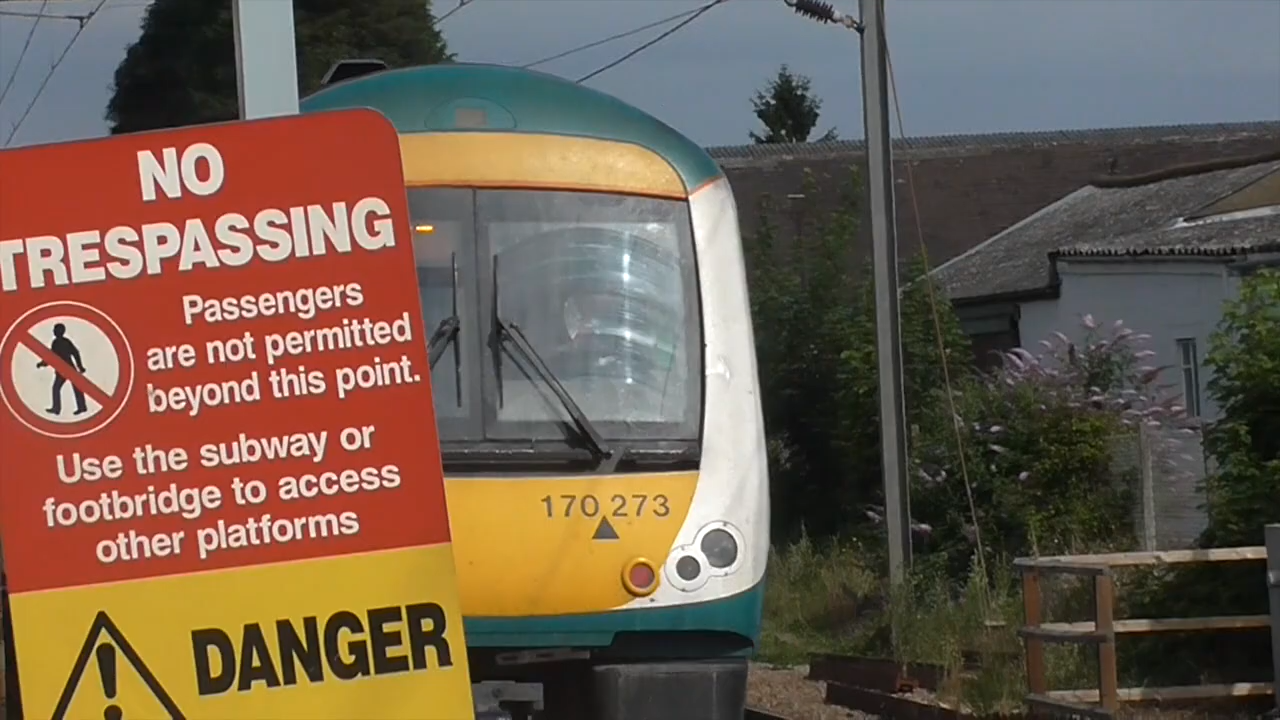 NO
TRESPASSING
Passengers
are not permitted
beyond this point.
Use the subway or
footbridge to access
other platforms
DANGER
170 273